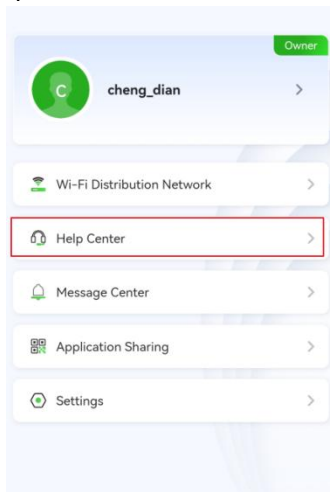 Owner
C
cheng_dian
Wi-Fi Distribution Network
Help Center
Message Center
Application Sharing
Settings